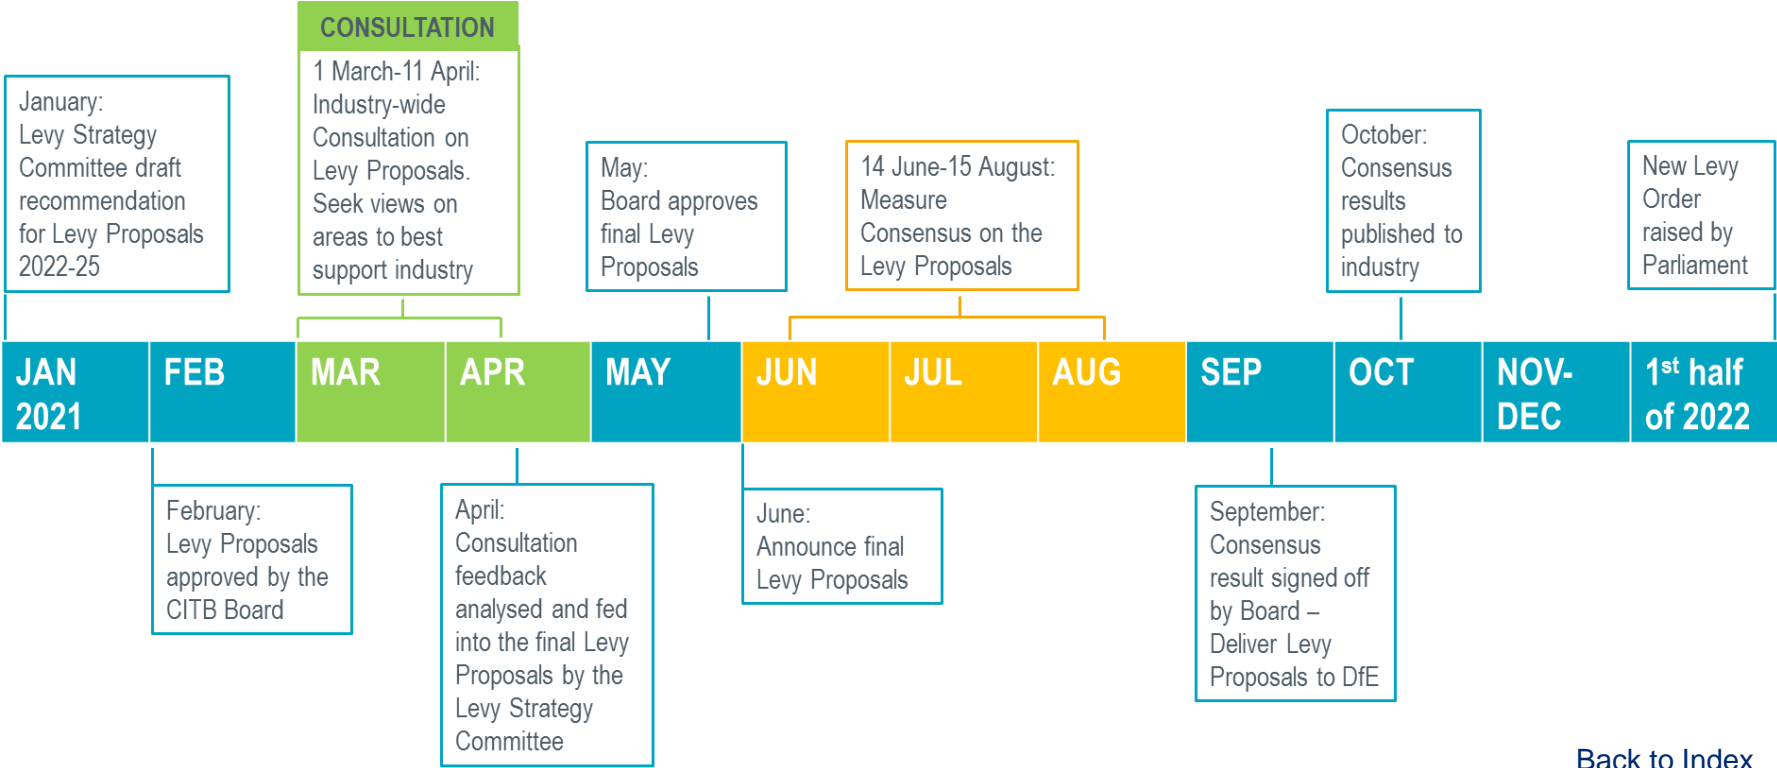 CONSULTATION
1 March-11 April:
Industry-wide
Consultation on
Levy Proposals.
Seek views on
areas to best
support industry
January:
Levy Strategy
Committee draft
recommendation
for Levy Proposals
2022-25
May:
Board approves
final Levy
Proposals
14 June-15 August:
Measure
Consensus on the
Levy Proposals
October:
Consensus
results
published to
industry
New Levy
Order
raised by
Parliament
JAN
2021
FEB
MAR
APR
MAY
JUN
JUL
AUG
SEP
OCT
NOV-
DEC
1st half
of 2022
February:
Levy Proposals
approved by the
CITB Board
April:
Consultation
feedback
analysed and fed
into the final Levy
Proposals by the
Levy Strategy
Committee
June:
Announce final
Levy Proposals
September:
Consensus
result signed off
by Board –
Deliver Levy
Proposals to DfE
Back to Index